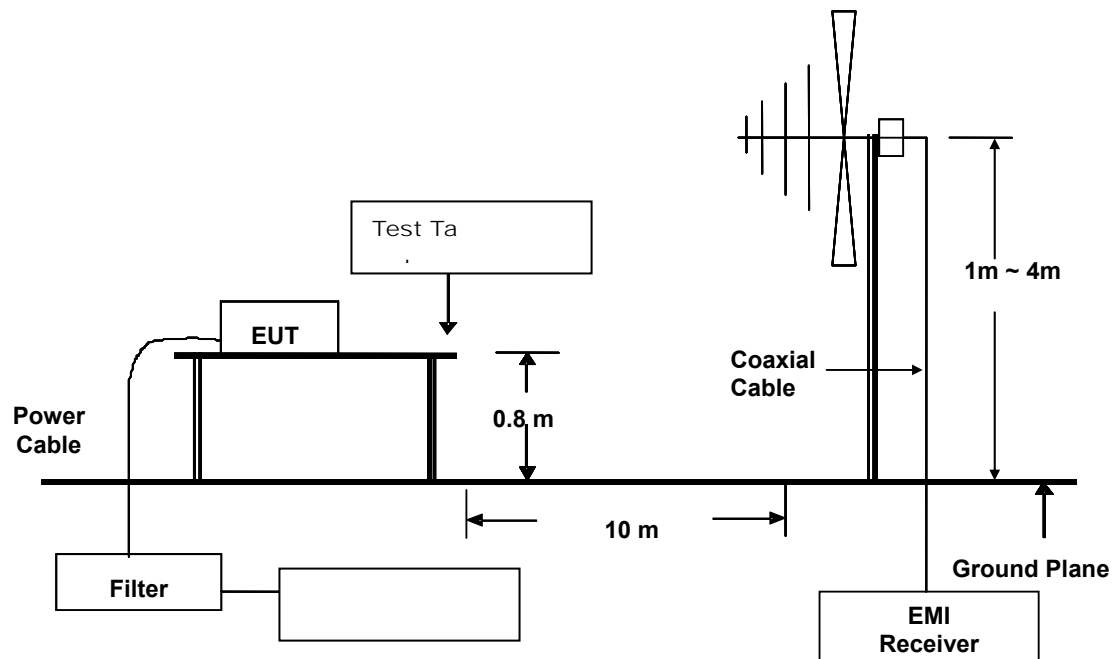 Test Ta
1m ~ 4m
EUT
Coaxial
Cable
Power
Cable
0.8 m
10 m
Filter
Ground Plane
EMI
Receiver